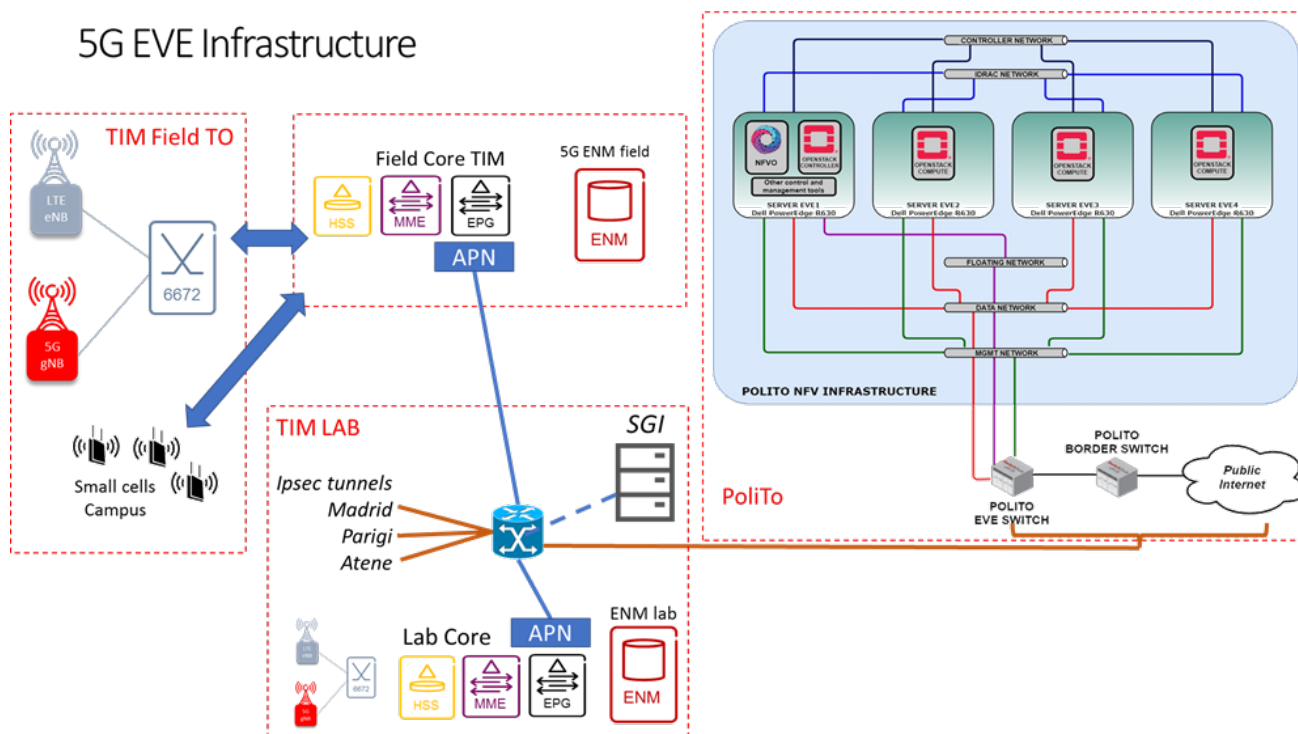 5G EVE Infrastructure
TIM Field TO
LTE
eNB
6672
5G
gNB
Small cells
Campus
Field Core TIM
HSS
MME
EPG
APN
5G ENM field
ENM
TIM LAB
SGI
Ipsec tunnels
Madrid
Parigi
Atene
APN
ENM lab
Lab Core
LTE
eNB
5G
gNB
6672
HSS
MME
EPG
ENM
CONTROLLER NETWORK
IDRAC NETWORK
NFVO
OPENSTACK
CONTROLLER
Other control and
management tools
SERVER EVE1
Dell PowerEdge R630
OPENSTACK
COMPUTE
SERVER EVE2
Dell PowerEdge R630
OPENSTACK
COMPUTE
SERVER EVE3
Dell PowerEdge R630
OPENSTACK
COMPUTE
SERVER EVE4
Dell PowerEdge R630
FLOATING NETWORK
DATA NETWORK
MGMT NETWORK
POLITO NFV INFRASTRUCTURE
PoliTo
POLITO
EVE SWITCH
POLITO
BORDER SWITCH
Public
Internet